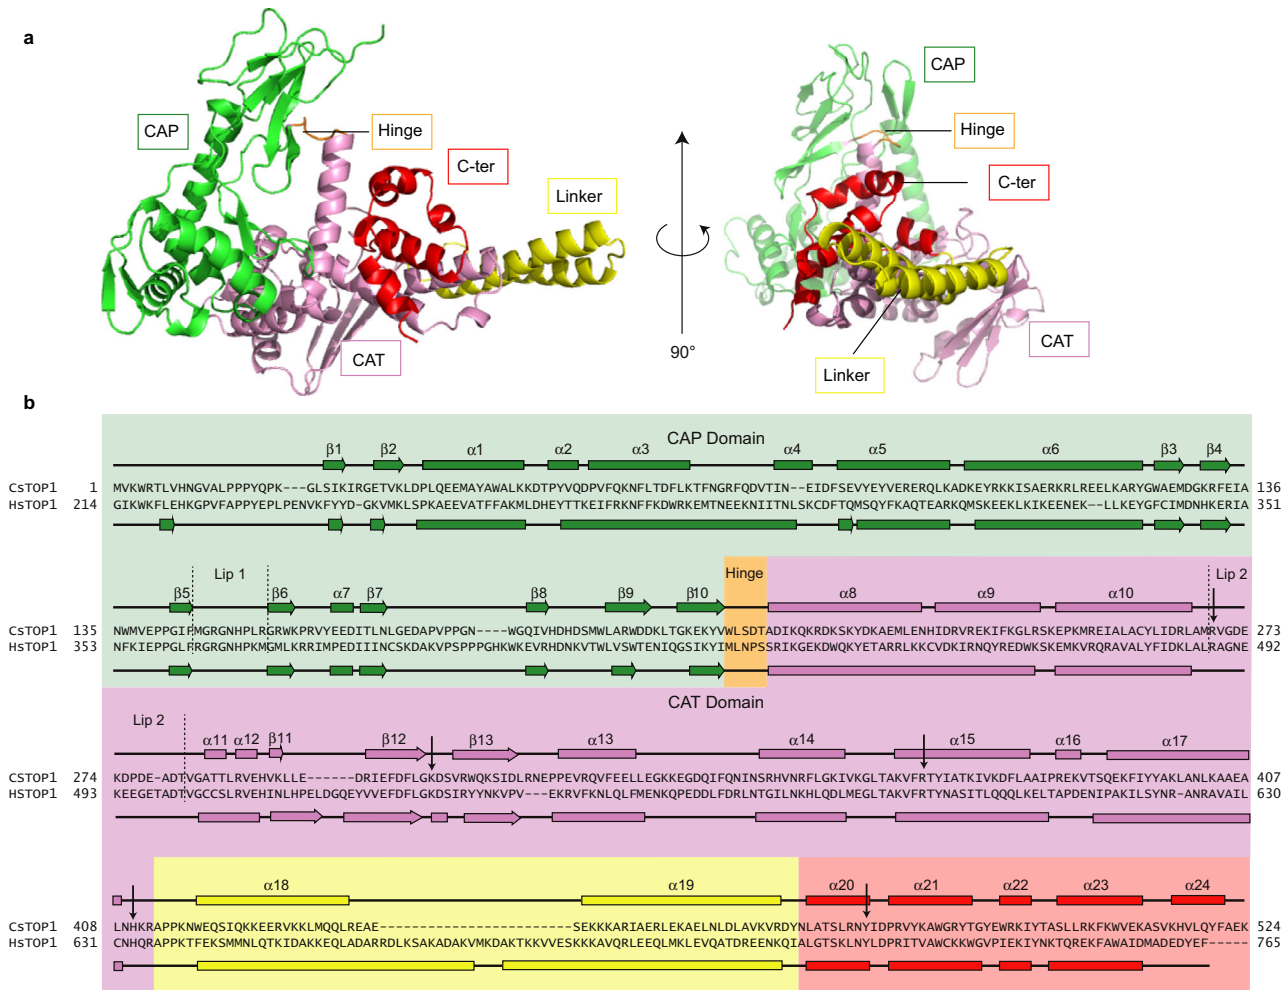 a
CAP
Hinge
C-ter
Linker
CAT
90°
CAP
Hinge
C-ter
CAT
Linker
b
CAP Domain
β1 β2 α1 α2 α3 α4 α5 α6 β3 β4
CsTOP1 1 MVKWRTLVHNGVALPPPYQPK---GLSIKIRGETVKLDPLQEEMAYAWALKKDTPYVQDPVFQKNFLTDFLKTFNGRFQDVTIN--EIDFSEVYEYVERERQLKADKEYRKKISAERKRLREELKARYGWAEMDGKRFEIA 136
HsTOP1 214 GIKWKFLEHKGPVFAPPYEPLPENVKFYYD-GKVMKLSPKAEEVATFFAKMLDHEYTTKEIFRKNFFKDWRKEMTNEEKNIITNLSKCDFTQMSQYFKAQTEARKQMSKEEKLKIKEENEK--LLKEYGFCIMDNHKERIA 351
Lip 1 Hinge Lip 2
β5 β6 α7 β7 β8 β9 β10 α8 α9 α10
CsTOP1 135 NWMVEPPGIFMGRGNHPLRGRWKPRVYEEDITLNLGEDAPVPPGN----WGQIVHDHDSMWLARWDDKLTGKEKYVWLSDTADIKQKRDKSKYDKAEMLENHIDRVREKIFKGLRSKEPKMREIALACYLIDRLAMRVGDE 273
HsTOP1 353 NFKIEPPGLFRGRGNHPKMGMLKRRIMPEDIIINCSKDAKVPSPPPGHKWKEVRHDNKVTWLVSWTENIQGSIKYIMLNPSSRIKGEKDWQKYETARRLKKCVDKIRNQYREDWKSKEMKVRQRAVALYFIDKLALRAGNE 492
CAT Domain
Lip 2
α11 α12 β11 β12 β13 α13 α14 α15 α16 α17
CSTOP1 274 KDPDE-ADTVGATTLRVEHVKLLE------DRIEFDFLGKDSVRWQKSIDLRNEPPEVRQVFEELLEGKKEGDQIFQNINSRHVNRFLGKIVKGLTAKVFRTYIATKIVKDFLAAIPREKVTSQEKFIYYAKLANLKAAEA 407
HSTOP1 493 KEEGETADTVGCCSLRVEHINLHPELDGQEYVVEFDFLGKDSIRYYNKVPV---EKRVFKNLQLFMENKQPEDDLFDRLNTGILNKHLQDLMEGLTAKVFRTYNASITLQQQLKELTAPDENIPAKILSYNR-ANRAVAIL 630
α18 α19 α20 α21 α22 α23 α24
CsTOP1 408 LNHKRAPPKNWEQSIQKKEERVKKLMQQLREAE------------------------SEKKKARIAERLEKAELNLDLAVKVRDYNLATSLRNYIDPRVYKAWGRYTGYEWRKIYTASLLRKFKWVEKASVKHVLQYFAEK 524
HsTOP1 631 CNHQRAPPKTFEKSMMNLQTKIDAKKEQLADARRDLKSAKADAKVMKDAKTKKVVESKKKAVQRLEEQLMKLEVQATDREENKQIALGTSKLNYLDPRITVAWCKKWGVPIEKIYNKTQREKFAWAIDMADEDYEF----- 765